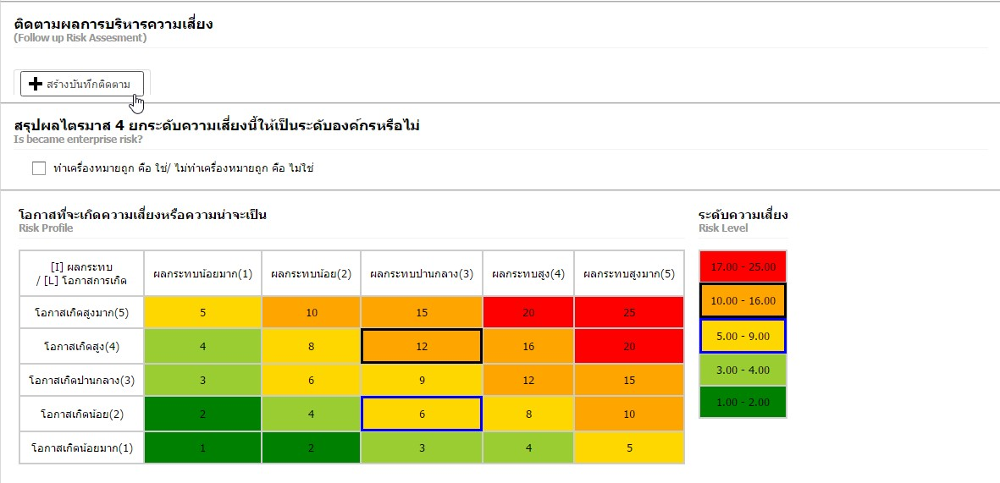 ติดตามผลการบริหารความเสี่ยง
(Follow up Risk Assesment)
สร้างบันทึกติดตาม
สรุปผลไตรมาส 4 ยกระดับความเสี่ยงนี้ให้เป็นระดับองค์กรหรือไม่
Is became enterprise risk?
ทำเครื่องหมายถูก คือ ใช่/ ไม่ทำเครื่องหมายถูก คือ ไม่ใช่
โอกาสที่จะเกิดความเสี่ยงหรือความน่าจะเป็น
Risk Profile
[I] ผลกระทบ
/ [L] โอกาสการเกิด
ผลกระทบน้อยมาก(1) ผลกระทบน้อย(2) ผลกระทบปานกลาง(3) ผลกระทบสูง(4) ผลกระทบสูงมาก(5)
โอกาสเกิดสูงมาก(5) 5 10 15 20 25
โอกาสเกิดสูง(4) 4 8 12 16 20
โอกาสเกิดปานกลาง(3) 3 6 9 12 15
โอกาสเกิดน้อย(2) 2 4 6 8 10
โอกาสเกิดน้อยมาก(1) 1 2 3 4 5
ระดับความเสี่ยง
Risk Level
17.00 - 25.00
10.00 - 16.00
5.00 - 9.00
3.00 - 4.00
1.00 - 2.00